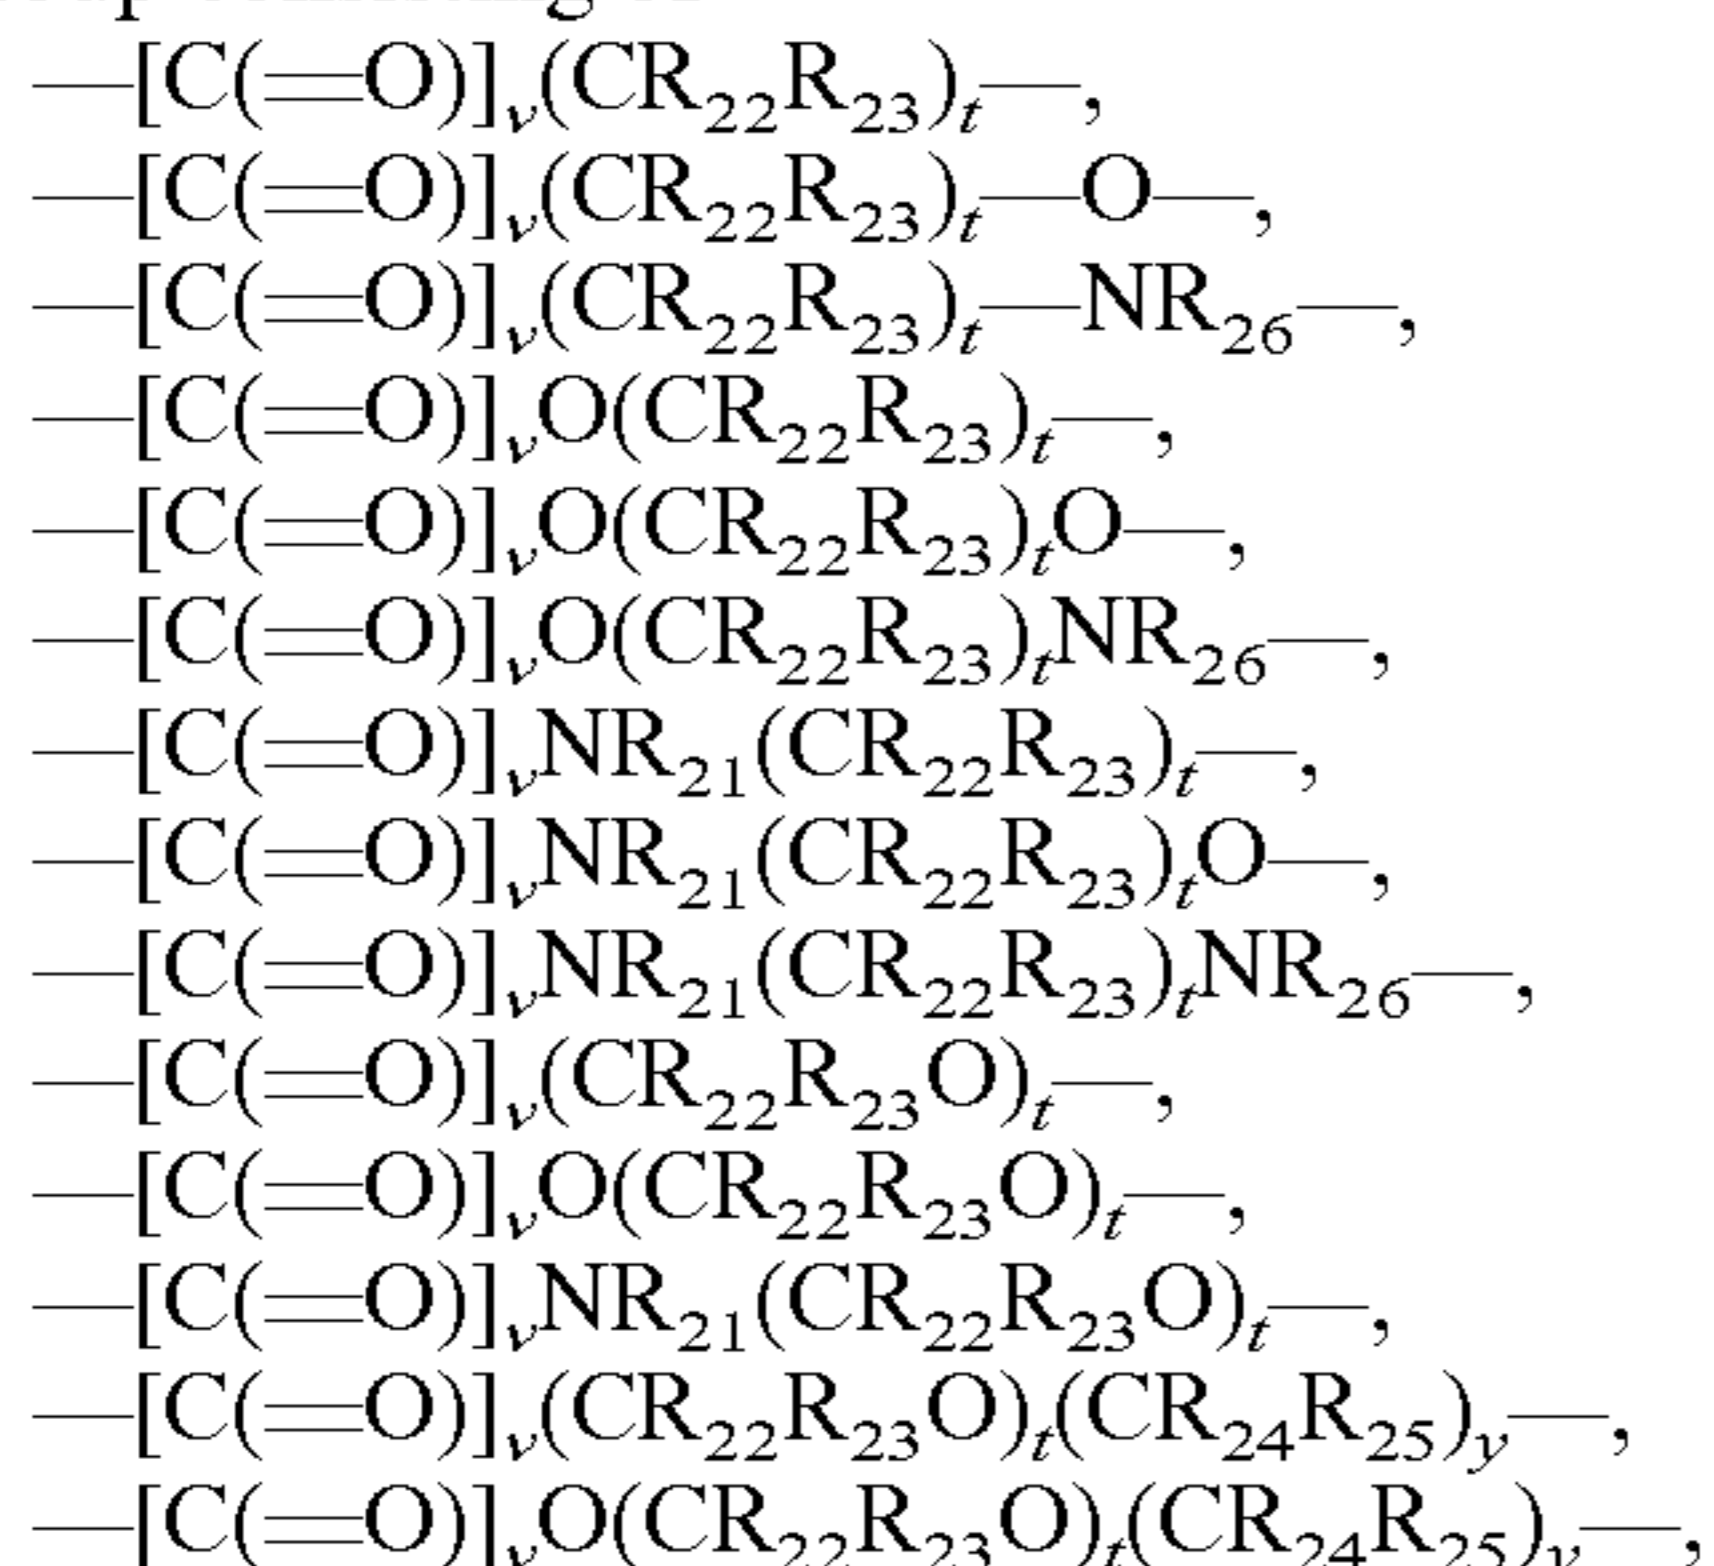 —[C(═O)]ᵥ(CR₂₂R₂₃)ₜ—,
—[C(═O)]ᵥ(CR₂₂R₂₃)ₜ—O—,
—[C(═O)]ᵥ(CR₂₂R₂₃)ₜ—NR₂₆—,
—[C(═O)]ᵥO(CR₂₂R₂₃)ₜ—,
—[C(═O)]ᵥO(CR₂₂R₂₃)ₜO—,
—[C(═O)]ᵥO(CR₂₂R₂₃)ₜNR₂₆—,
—[C(═O)]ᵥNR₂₁(CR₂₂R₂₃)ₜ—,
—[C(═O)]ᵥNR₂₁(CR₂₂R₂₃)ₜO—,
—[C(═O)]ᵥNR₂₁(CR₂₂R₂₃)ₜNR₂₆—,
—[C(═O)]ᵥ(CR₂₂R₂₃O)ₜ—,
—[C(═O)]ᵥO(CR₂₂R₂₃O)ₜ—,
—[C(═O)]ᵥNR₂₁(CR₂₂R₂₃O)ₜ—,
—[C(═O)]ᵥ(CR₂₂R₂₃O)ₜ(CR₂₄R₂₅)y—,
—[C(═O)]ᵥO(CR₂₂R₂₃O)ₜ(CR₂₄R₂₅)y—,